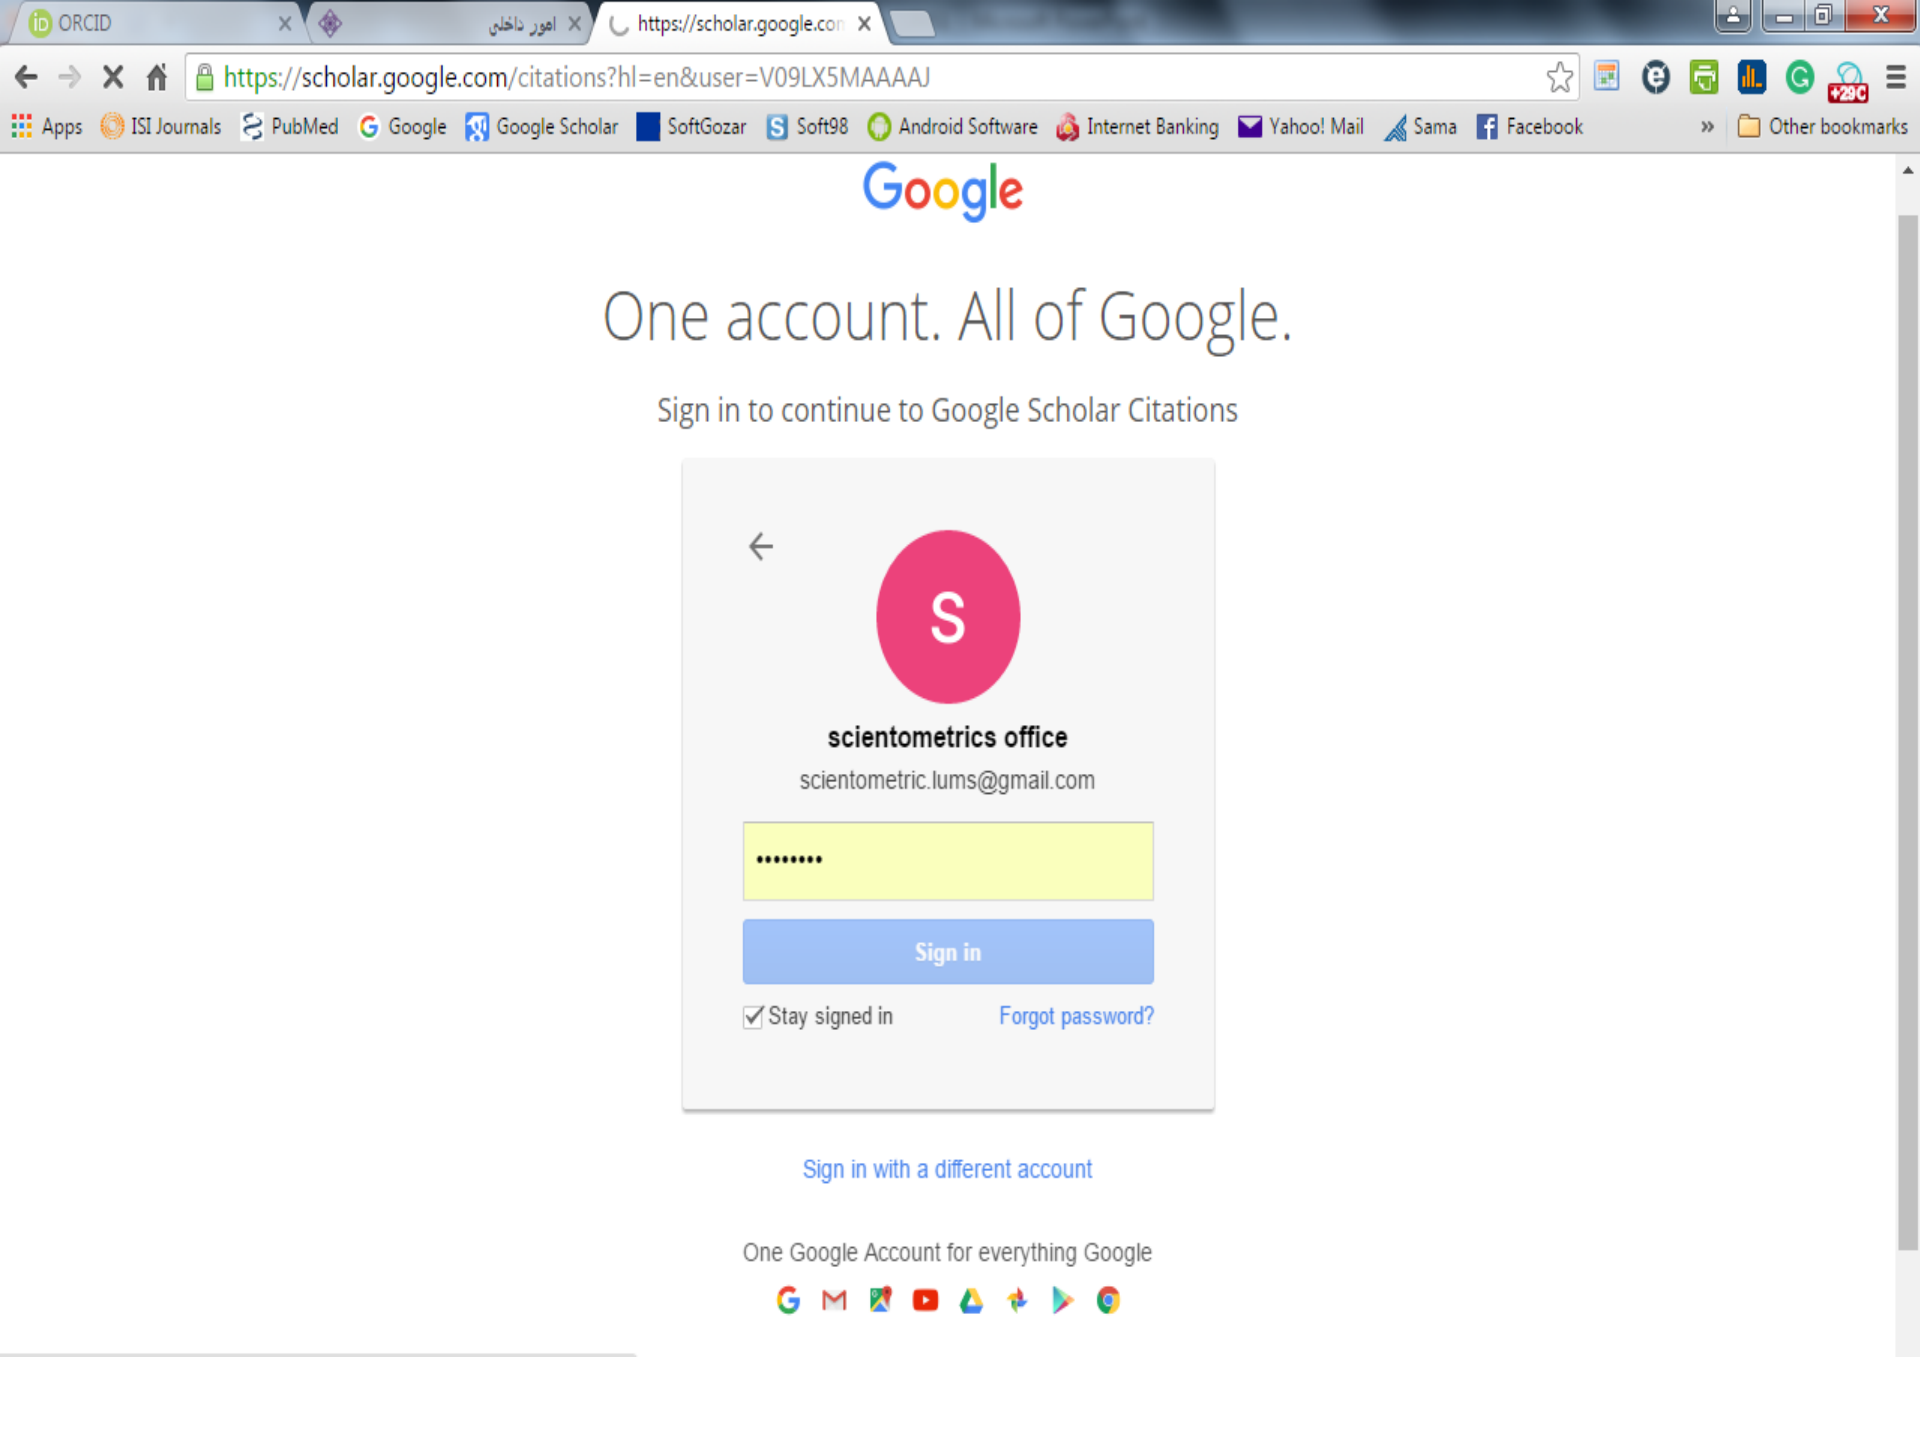 ORCID
امور داخلی
https://scholar.google.con
https://scholar.google.com/citations?hl=en&user=V09LX5MAAAAJ
+29C
Apps ISI Journals PubMed Google Google Scholar SoftGozar Soft98 Android Software Internet Banking Yahoo! Mail Sama Facebook » Other bookmarks
Google
One account. All of Google.
Sign in to continue to Google Scholar Citations
S
scientometrics office
scientometric.lums@gmail.com
••••••••
Sign in
Stay signed in
Forgot password?
Sign in with a different account
One Google Account for everything Google